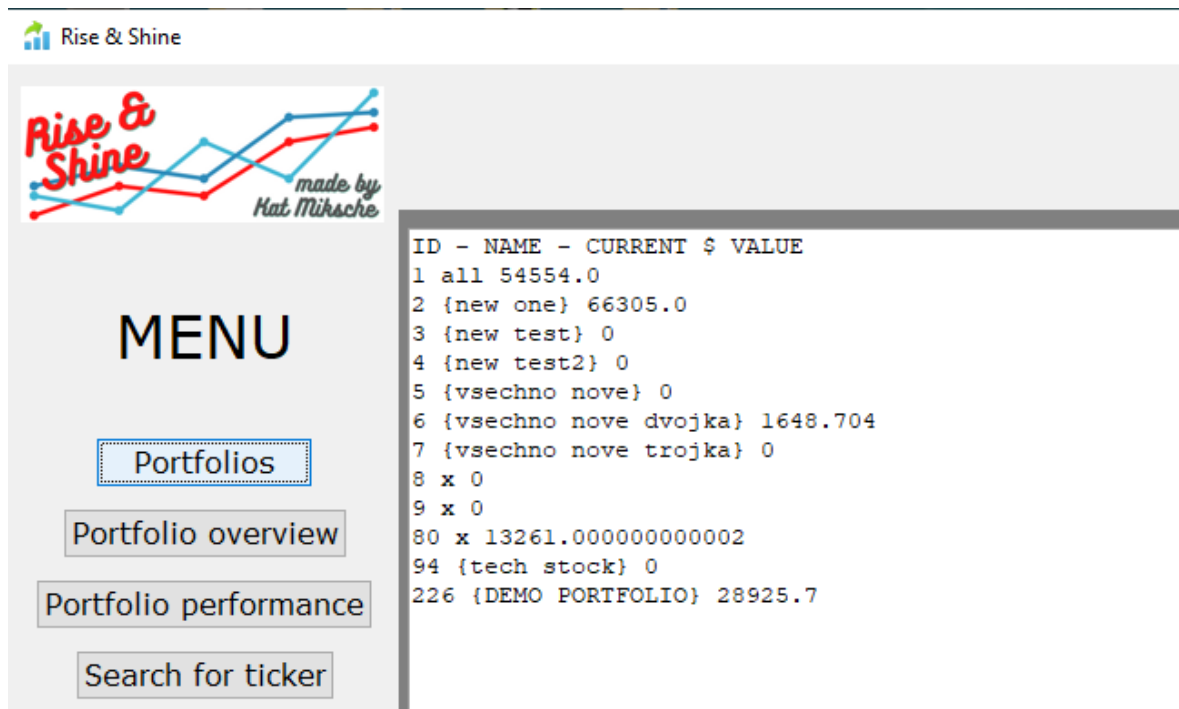 Rise & Shine
Rise &
Shine
made by
Kat Miksche
MENU
Portfolios
Portfolio overview
Portfolio performance
Search for ticker
ID - NAME - CURRENT $ VALUE
1 all 54554.0
2 {new one} 66305.0
3 {new test} 0
4 {new test2} 0
5 {vsechno nove} 0
6 {vsechno nove dvojka} 1648.704
7 {vsechno nove trojka} 0
8 x 0
9 x 0
80 x 13261.000000000002
94 {tech stock} 0
226 {DEMO PORTFOLIO} 28925.7